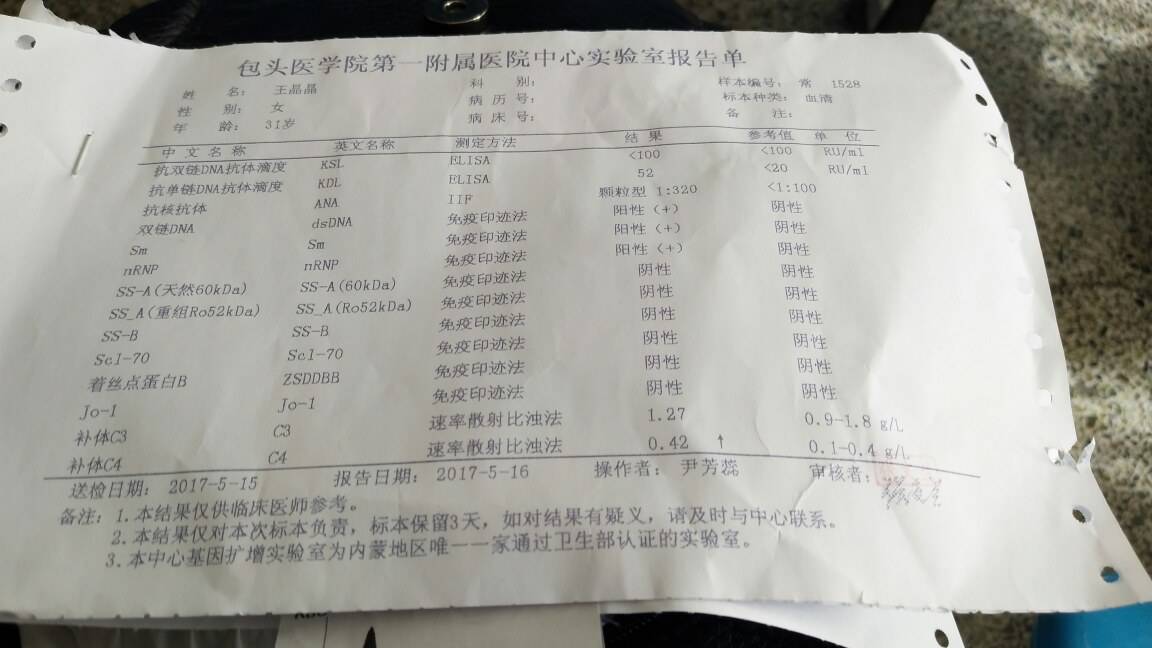 包头医学院第一附属医院中心实验室报告单
姓 名： 王晶晶 科 别： 样本编号： 常 1528
性 别： 女 病 历 号： 标本种类： 血清
年 龄： 31岁 病 床 号： 备 注：
中 文 名 称 英文名称 测定方法 结 果 参考值 单 位
抗双链DNA抗体滴度 KSL ELISA <100 <100 RU/ml
抗单链DNA抗体滴度 KDL ELISA 52 <20 RU/ml
抗核抗体 ANA IIF 颗粒型 1:320 <1:100
双链DNA dsDNA 免疫印迹法 阳性（+） 阴性
Sm Sm 免疫印迹法 阳性（+） 阴性
nRNP nRNP 免疫印迹法 阳性（+） 阴性
SS-A(天然60kDa) SS-A(60kDa) 免疫印迹法 阴性 阴性
SS_A(重组Ro52kDa) SS_A(Ro52kDa) 免疫印迹法 阴性 阴性
SS-B SS-B 免疫印迹法 阴性 阴性
Scl-70 Scl-70 免疫印迹法 阴性 阴性
着丝点蛋白B ZSDDBB 免疫印迹法 阴性 阴性
Jo-1 Jo-1 免疫印迹法 阴性 阴性
补体C3 C3 速率散射比浊法 1.27 0.9-1.8 g/L
补体C4 C4 速率散射比浊法 0.42 ↑ 0.1-0.4 g/L
送检日期： 2017-5-15 报告日期： 2017-5-16 操作者： 尹芳蕊 审核者：
备注： 1.本结果仅供临床医师参考。
2.本结果仅对本次标本负责，标本保留3天，如对结果有疑义，请及时与中心联系。
3.本中心基因扩增实验室为内蒙地区唯一一家通过卫生部认证的实验室。